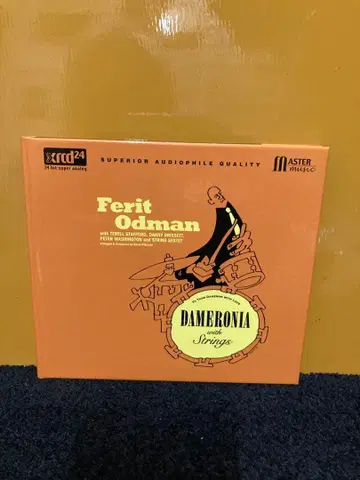 xrcd24
24 bit super analog
SUPERIOR AUDIOPHILE QUALITY
MASTER
music
Ferit
Odman
with TERELL STAFFORD, DANNY GRISSETT,
PETER WASHINGTON and STRING SEXTET
DAMERONIA
with
Strings